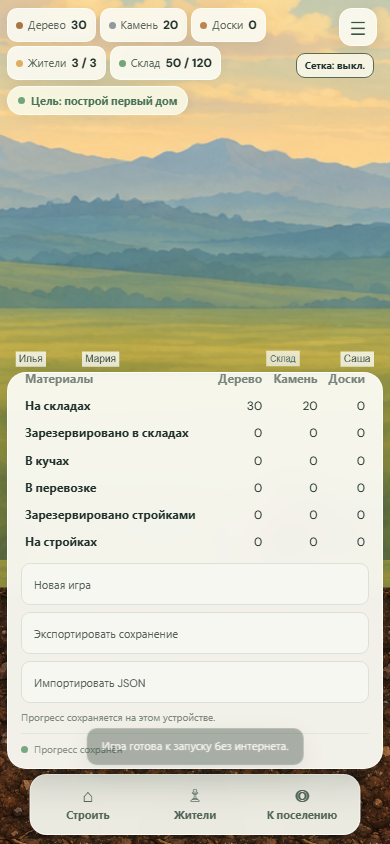 Дерево 30 Камень 20 Доски 0
Жители 3 / 3 Склад 50 / 120 Сетка: выкл.
Цель: построй первый дом
Илья Мария Склад Саша
Материалы Дерево Камень Доски
На складах 30 20 0
Зарезервировано в складах 0 0 0
В кучах 0 0 0
В перевозке 0 0 0
Зарезервировано стройками 0 0 0
На стройках 0 0 0
Новая игра
Экспортировать сохранение
Импортировать JSON
Прогресс сохраняется на этом устройстве.
Прогресс сохранён
Игра готова к запуску без интернета.
Строить Жители К поселению